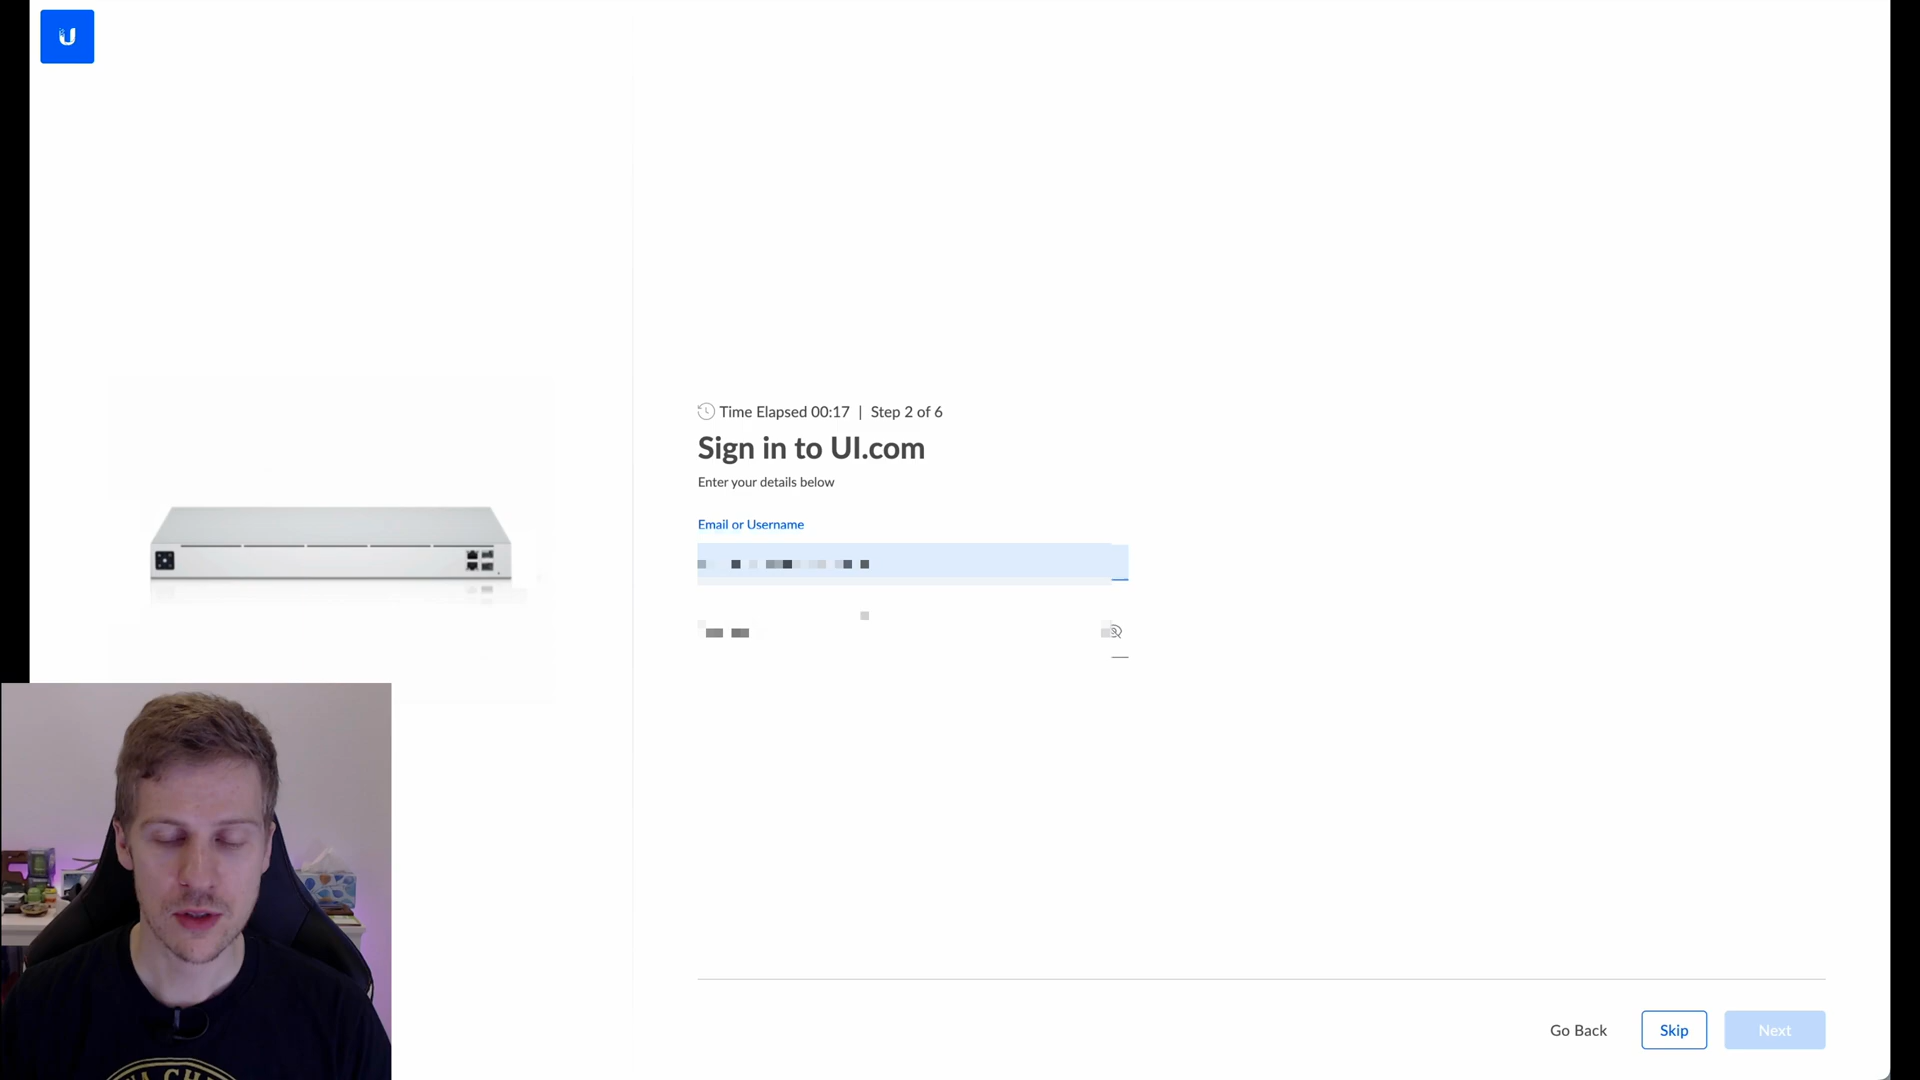 Time Elapsed 00:17 | Step 2 of 6
Sign in to UI.com
Enter your details below
Email or Username
Go Back
Skip
Next